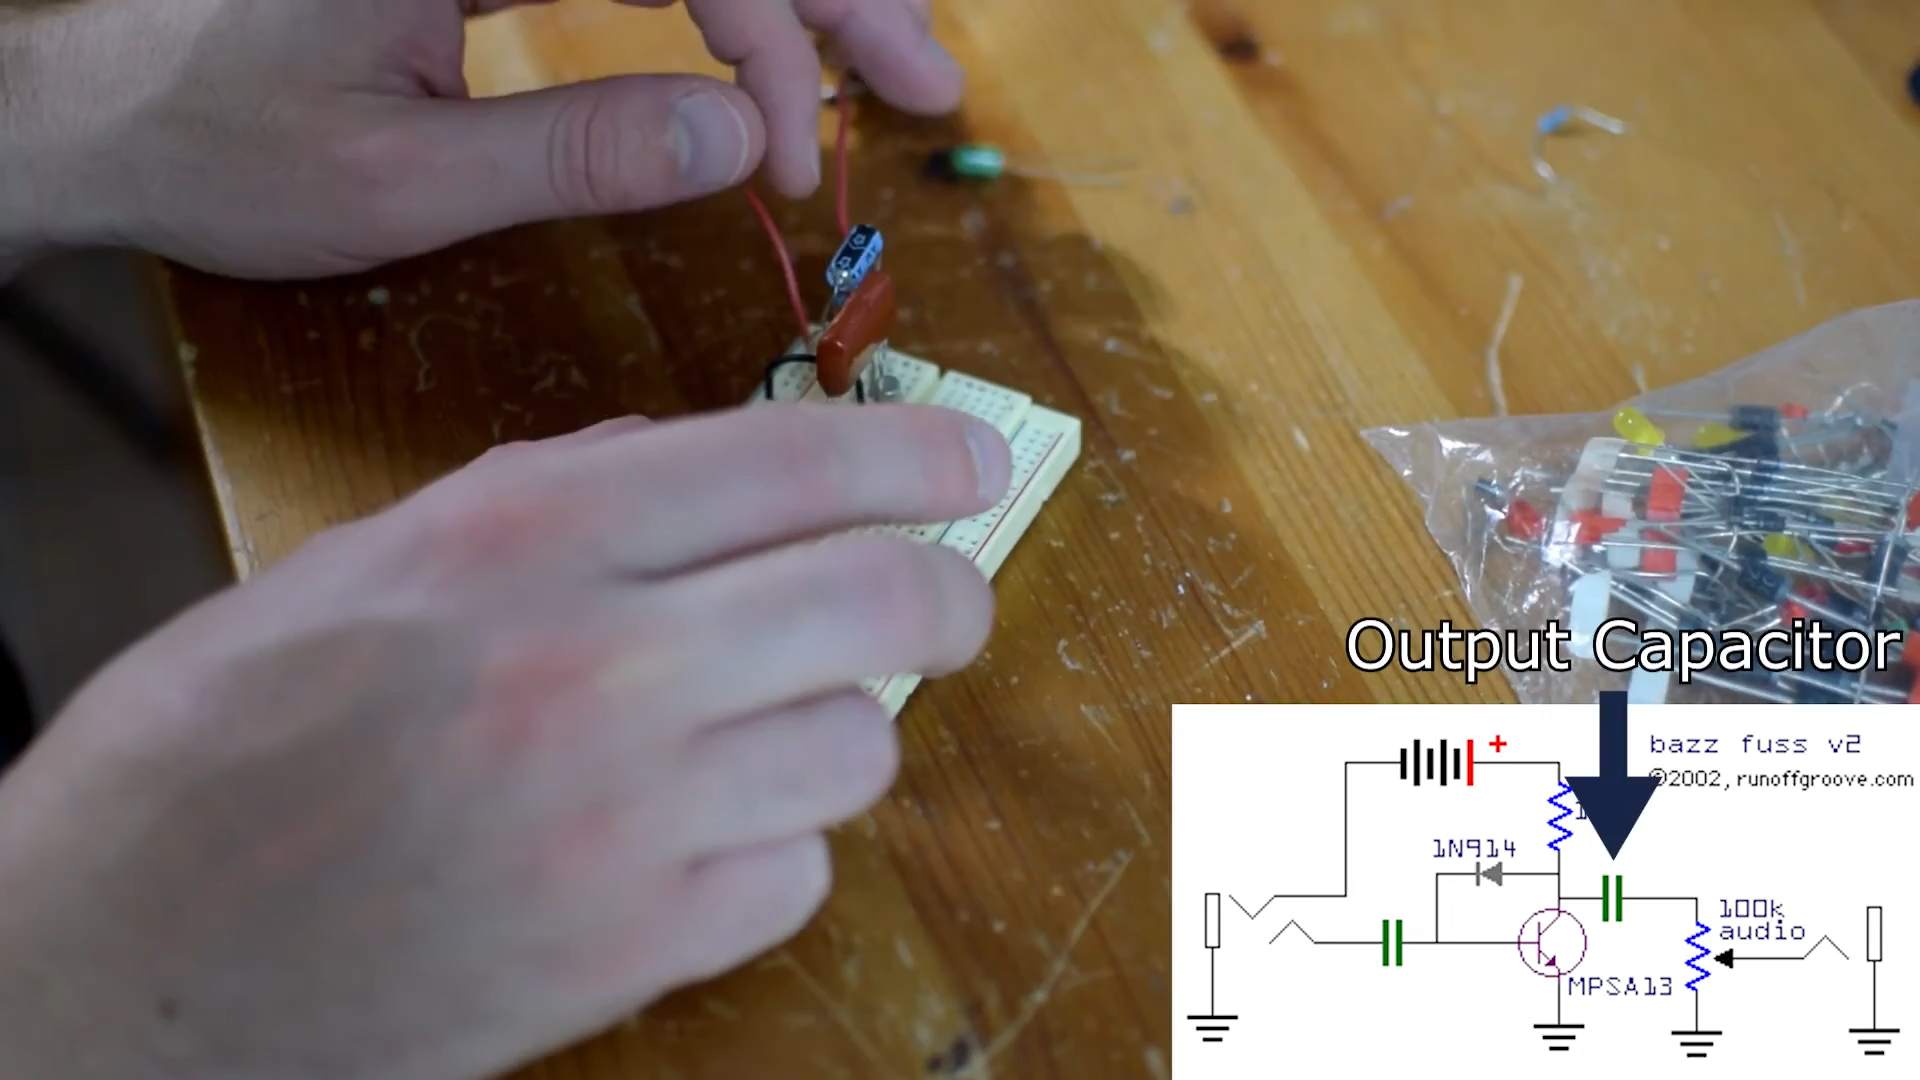 Output Capacitor
bazz fuss v2
©2002, runoffgroove.com
+
1N914
100k
audio
MPSA13